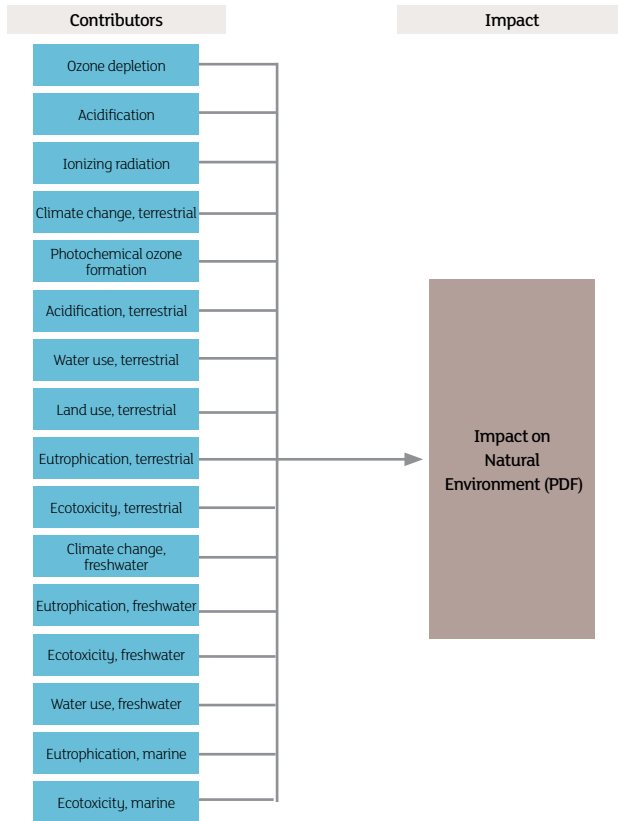 Contributors
Impact
Ozone depletion
Acidification
Ionizing radiation
Climate change, terrestrial
Photochemical ozone
formation
Acidification, terrestrial
Water use, terrestrial
Land use, terrestrial
Eutrophication, terrestrial
Ecotoxicity, terrestrial
Climate change,
freshwater
Eutrophication, freshwater
Ecotoxicity, freshwater
Water use, freshwater
Eutrophication, marine
Ecotoxicity, marine
Impact on
Natural
Environment (PDF)